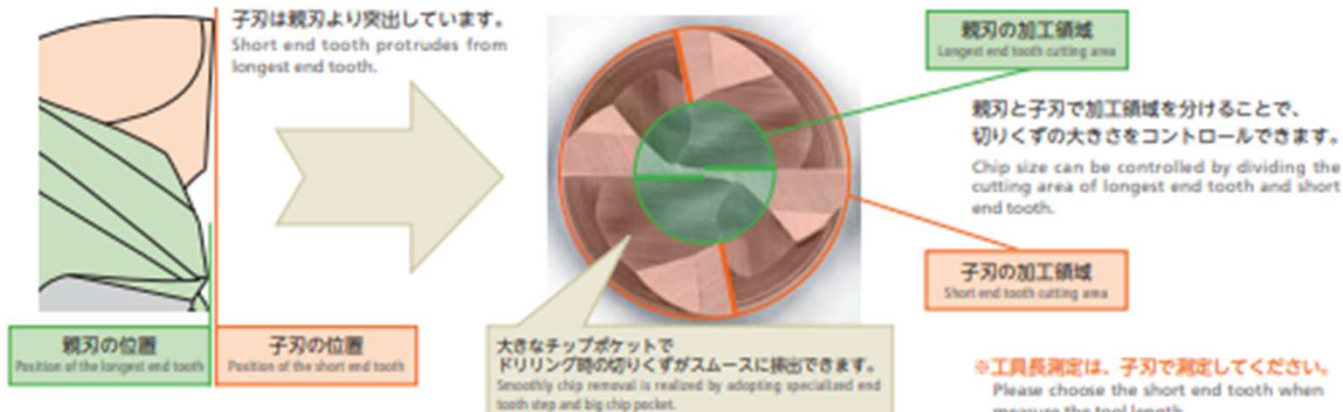 子刃は親刃より突出しています。
Short end tooth protrudes from
longest end tooth.
親刃の位置
Position of the longest end tooth
子刃の位置
Position of the short end tooth
大きなチップポケットで
ドリリング時の切りくずがスムースに排出できます。
Smoothly chip removal is realized by adopting specialized end
tooth step and big chip pocket.
親刃の加工領域
Longest end tooth cutting area
親刃と子刃で加工領域を分けることで、
切りくずの大きさをコントロールできます。
Chip size can be controlled by dividing the
cutting area of longest end tooth and short
end tooth.
子刃の加工領域
Short end tooth cutting area
※工具長測定は、子刃で測定してください。
Please choose the short end tooth when
measure the tool length